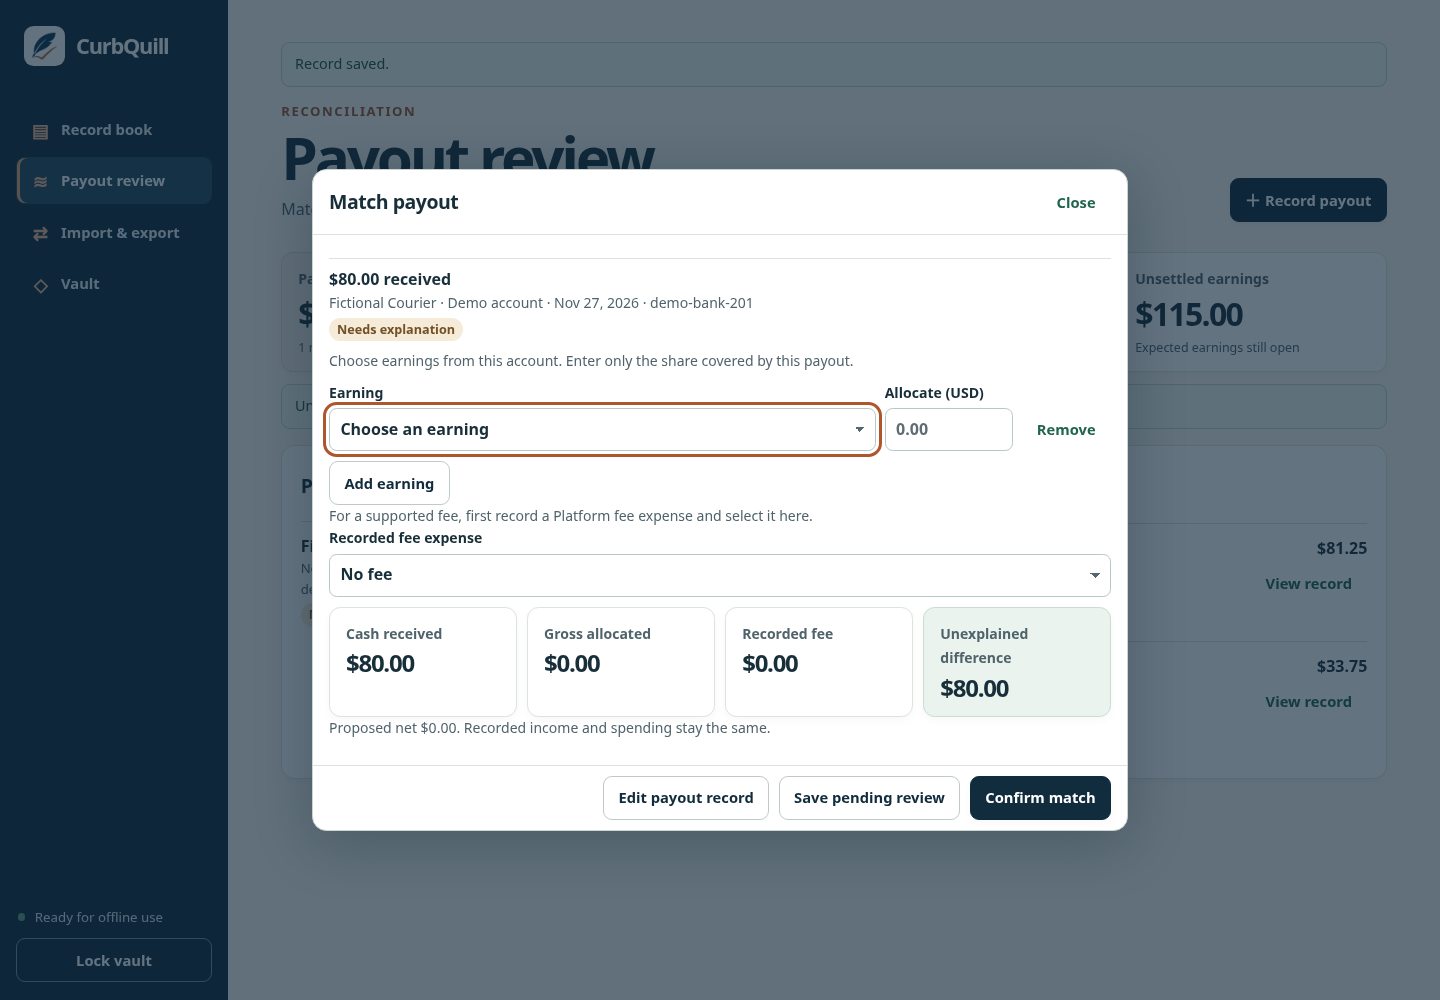 CurbQuill
Record book
Payout review
Import & export
Vault
Ready for offline use
Lock vault
Record saved.
RECONCILIATION
Payout review
+ Record payout
Unsettled earnings
$115.00
Expected earnings still open
$81.25
View record
$33.75
View record
Match payout
Close
$80.00 received
Fictional Courier · Demo account · Nov 27, 2026 · demo-bank-201
Needs explanation
Choose earnings from this account. Enter only the share covered by this payout.
Earning
Allocate (USD)
Choose an earning
0.00
Remove
Add earning
For a supported fee, first record a Platform fee expense and select it here.
Recorded fee expense
No fee
Cash received
$80.00
Gross allocated
$0.00
Recorded fee
$0.00
Unexplained
difference
$80.00
Proposed net $0.00. Recorded income and spending stay the same.
Edit payout record
Save pending review
Confirm match